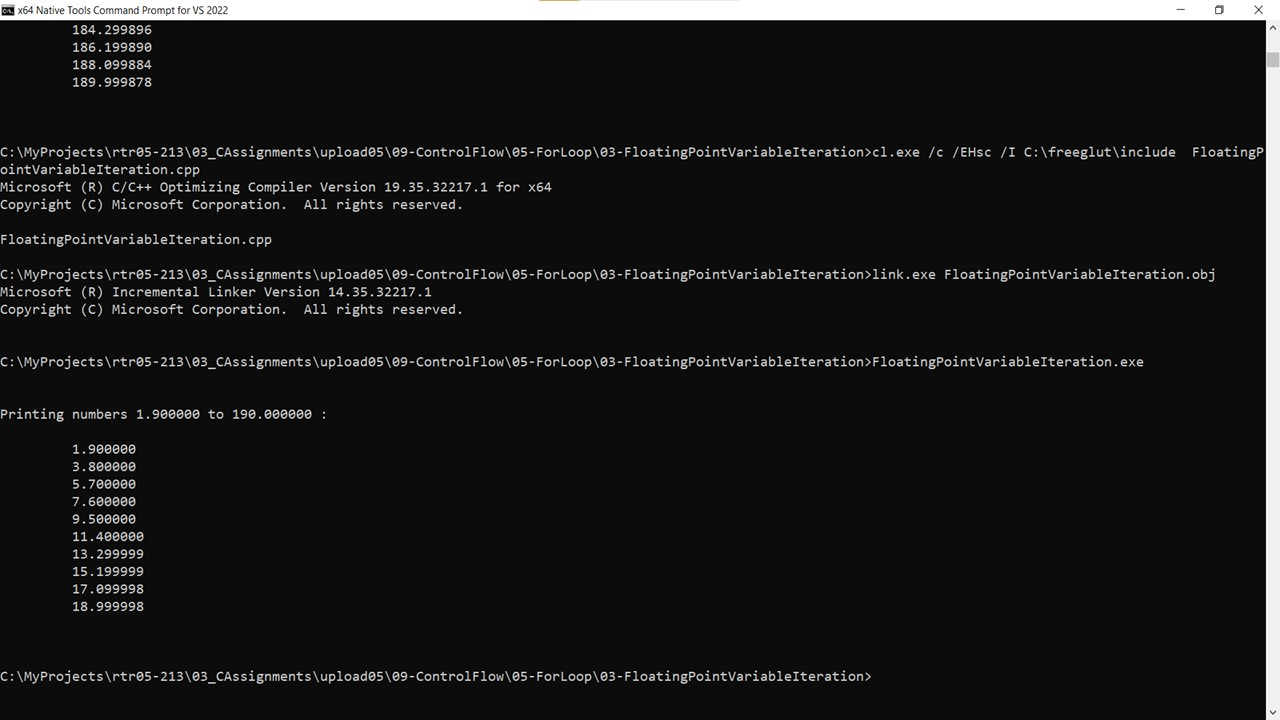 x64 Native Tools Command Prompt for VS 2022
184.299896
186.199890
188.099884
189.999878
C:\MyProjects\rtr05-213\03_CAssignments\upload05\09-ControlFlow\05-ForLoop\03-FloatingPointVariableIteration>cl.exe /c /EHsc /I C:\freeglut\include  FloatingP
ointVariableIteration.cpp
Microsoft (R) C/C++ Optimizing Compiler Version 19.35.32217.1 for x64
Copyright (C) Microsoft Corporation.  All rights reserved.
FloatingPointVariableIteration.cpp
C:\MyProjects\rtr05-213\03_CAssignments\upload05\09-ControlFlow\05-ForLoop\03-FloatingPointVariableIteration>link.exe FloatingPointVariableIteration.obj
Microsoft (R) Incremental Linker Version 14.35.32217.1
Copyright (C) Microsoft Corporation.  All rights reserved.
C:\MyProjects\rtr05-213\03_CAssignments\upload05\09-ControlFlow\05-ForLoop\03-FloatingPointVariableIteration>FloatingPointVariableIteration.exe
Printing numbers 1.900000 to 190.000000 :
1.900000
3.800000
5.700000
7.600000
9.500000
11.400000
13.299999
15.199999
17.099998
18.999998
C:\MyProjects\rtr05-213\03_CAssignments\upload05\09-ControlFlow\05-ForLoop\03-FloatingPointVariableIteration>